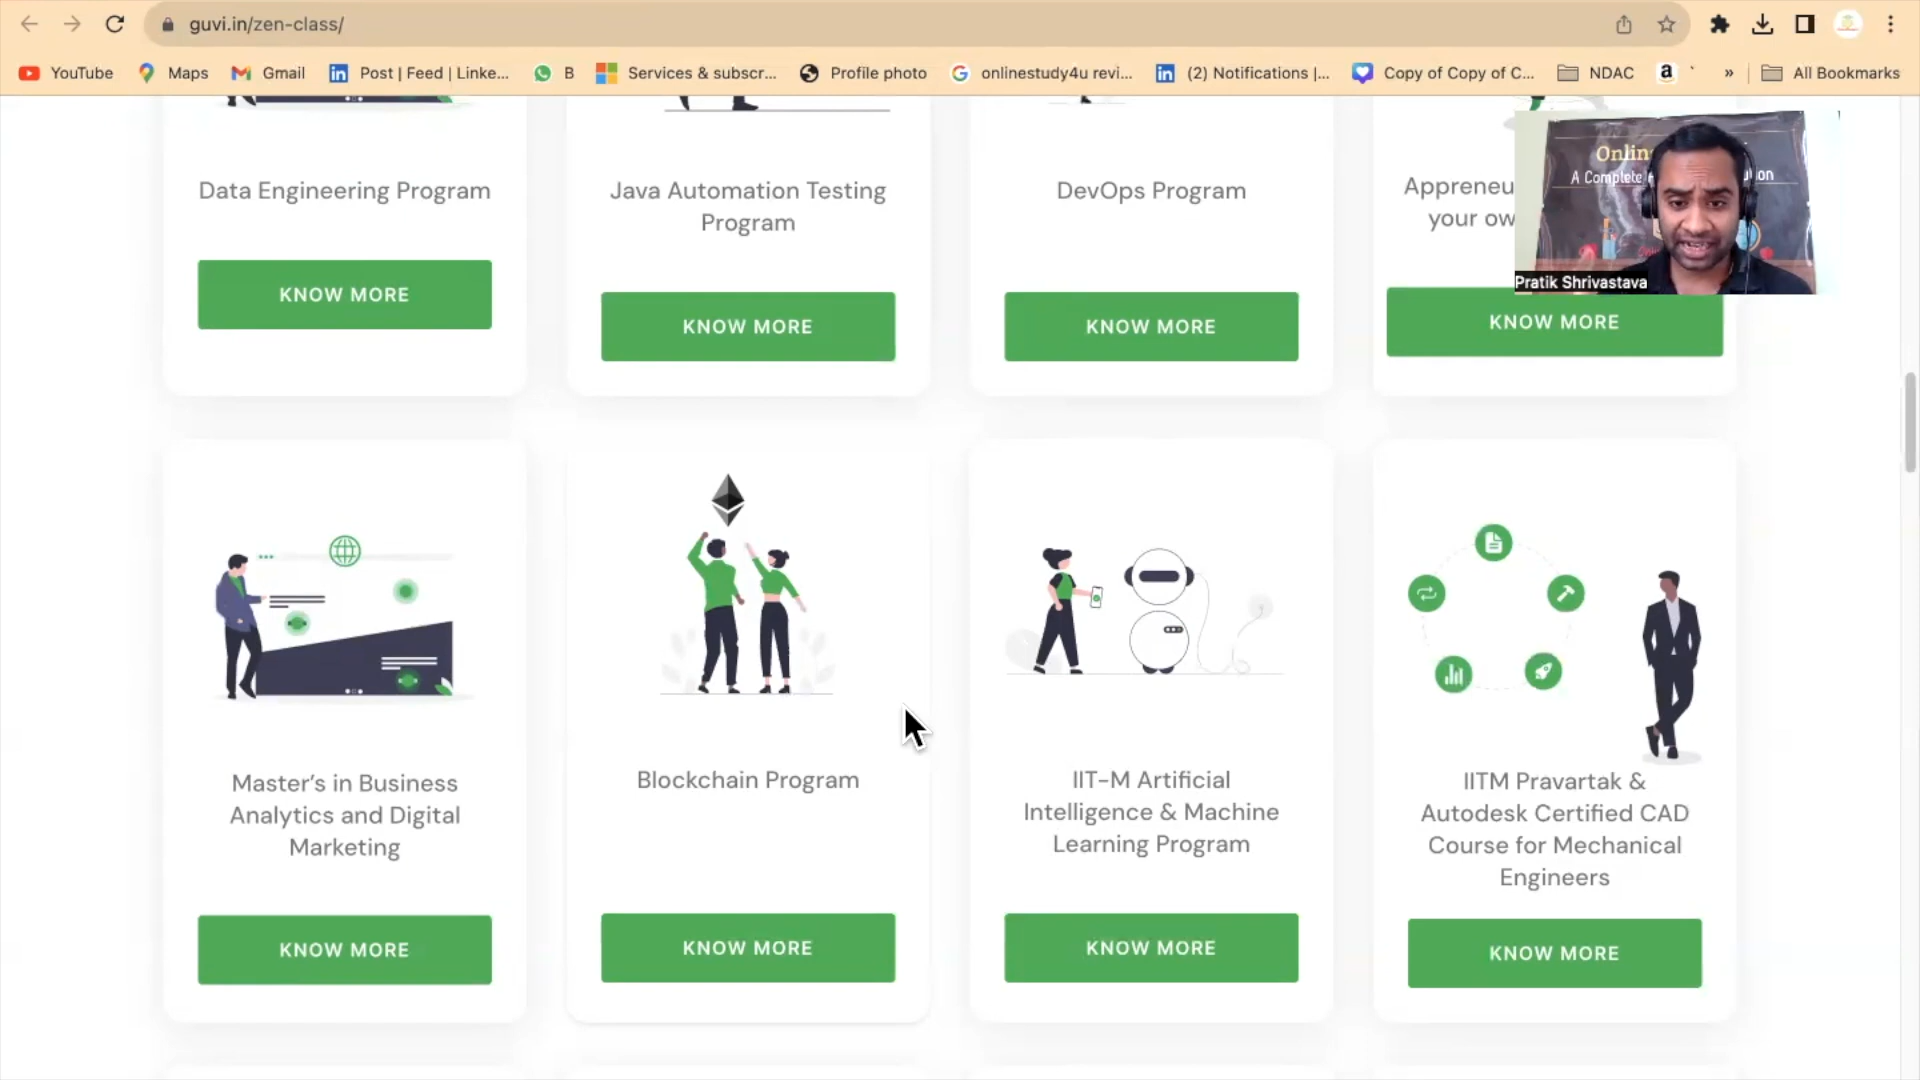 guvi.in/zen-class/
YouTube
Maps
Gmail
Post | Feed | Linke...
B
Services & subscr...
Profile photo
onlinestudy4u revi...
(2) Notifications |...
Copy of Copy of C...
NDAC
»
All Bookmarks
Data Engineering Program
KNOW MORE
Java Automation Testing
Program
KNOW MORE
DevOps Program
KNOW MORE
Appreneu
your ow
KNOW MORE
Onlin
A Complete
Pratik Shrivastava
Master's in Business
Analytics and Digital
Marketing
KNOW MORE
Blockchain Program
KNOW MORE
IIT-M Artificial
Intelligence & Machine
Learning Program
KNOW MORE
IITM Pravartak &
Autodesk Certified CAD
Course for Mechanical
Engineers
KNOW MORE